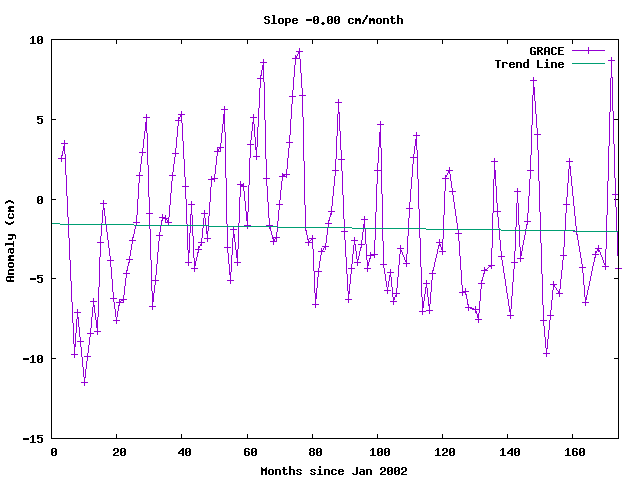 Slope -0.00 cm/month
GRACE
Trend Line
10
5
0
-5
-10
-15
Anomaly (cm)
0 20 40 60 80 100 120 140 160
Months since Jan 2002